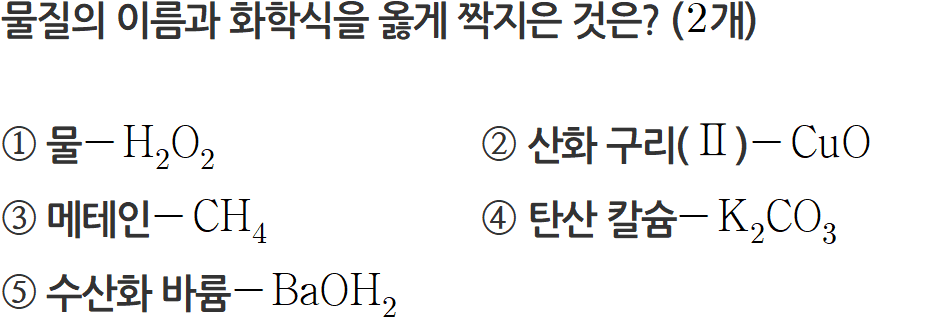 물질의 이름과 화학식을 옳게 짝지은 것은? (2개)
① 물－H₂O₂ ② 산화 구리(Ⅱ)－CuO
③ 메테인－CH₄ ④ 탄산 칼슘－K₂CO₃
⑤ 수산화 바륨－BaOH₂